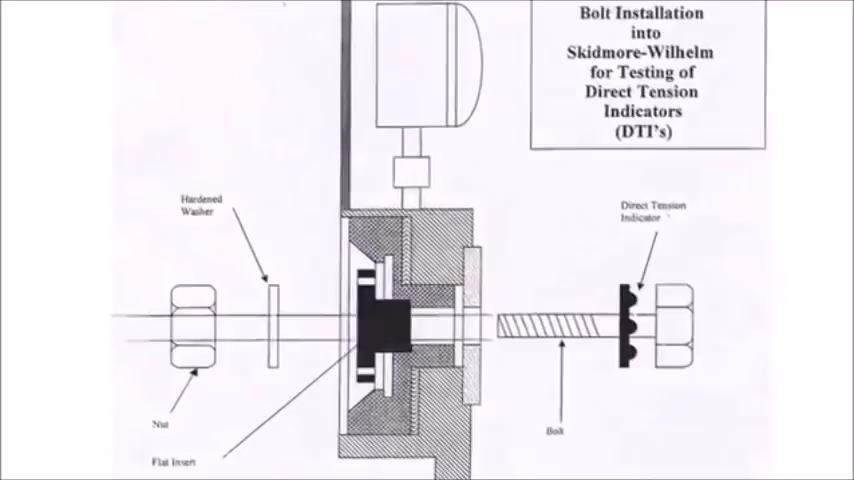 Bolt Installation
into
Skidmore-Wilhelm
for Testing of
Direct Tension
Indicators
(DTI's)
Hardened
Washer
Direct Tension
Indicator
Nut
Bolt
Flat Insert